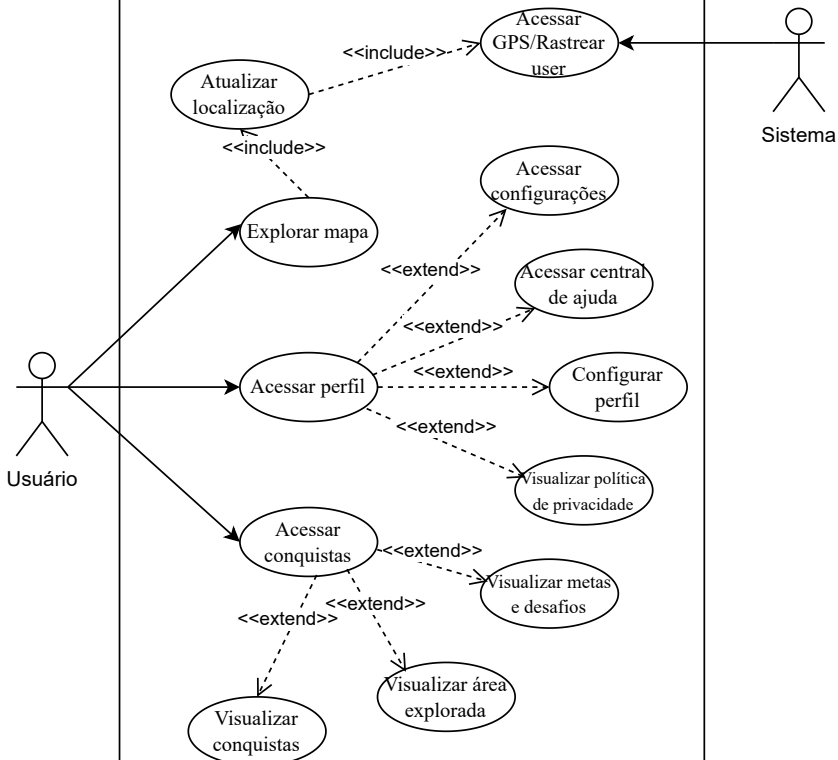 Acessar
GPS/Rastrear
user
<<include>>
Atualizar
localização
Sistema
<<include>>
Acessar
configurações
Explorar mapa
<<extend>>
Acessar central
de ajuda
<<extend>>
<<extend>>
Configurar
perfil
Acessar perfil
<<extend>>
Usuário
Visualizar política
de privacidade
Acessar
conquistas
<<extend>>
Visualizar metas
e desafios
<<extend>>
<<extend>>
Visualizar área
explorada
Visualizar
conquistas